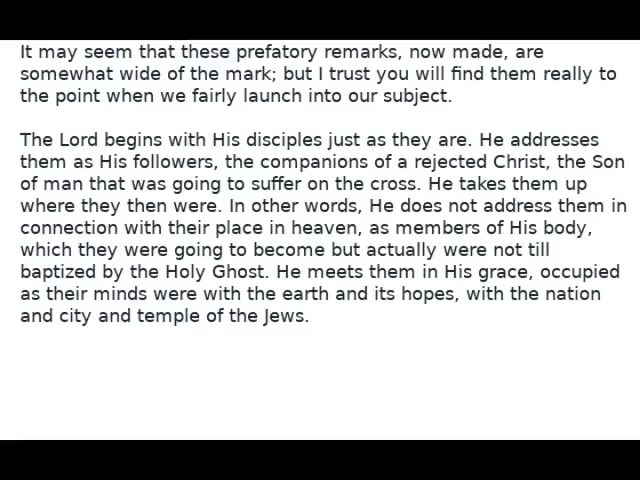 It may seem that these prefatory remarks, now made, are
somewhat wide of the mark; but I trust you will find them really to
the point when we fairly launch into our subject.
The Lord begins with His disciples just as they are. He addresses
them as His followers, the companions of a rejected Christ, the Son
of man that was going to suffer on the cross. He takes them up
where they then were. In other words, He does not address them in
connection with their place in heaven, as members of His body,
which they were going to become but actually were not till
baptized by the Holy Ghost. He meets them in His grace, occupied
as their minds were with the earth and its hopes, with the nation
and city and temple of the Jews.